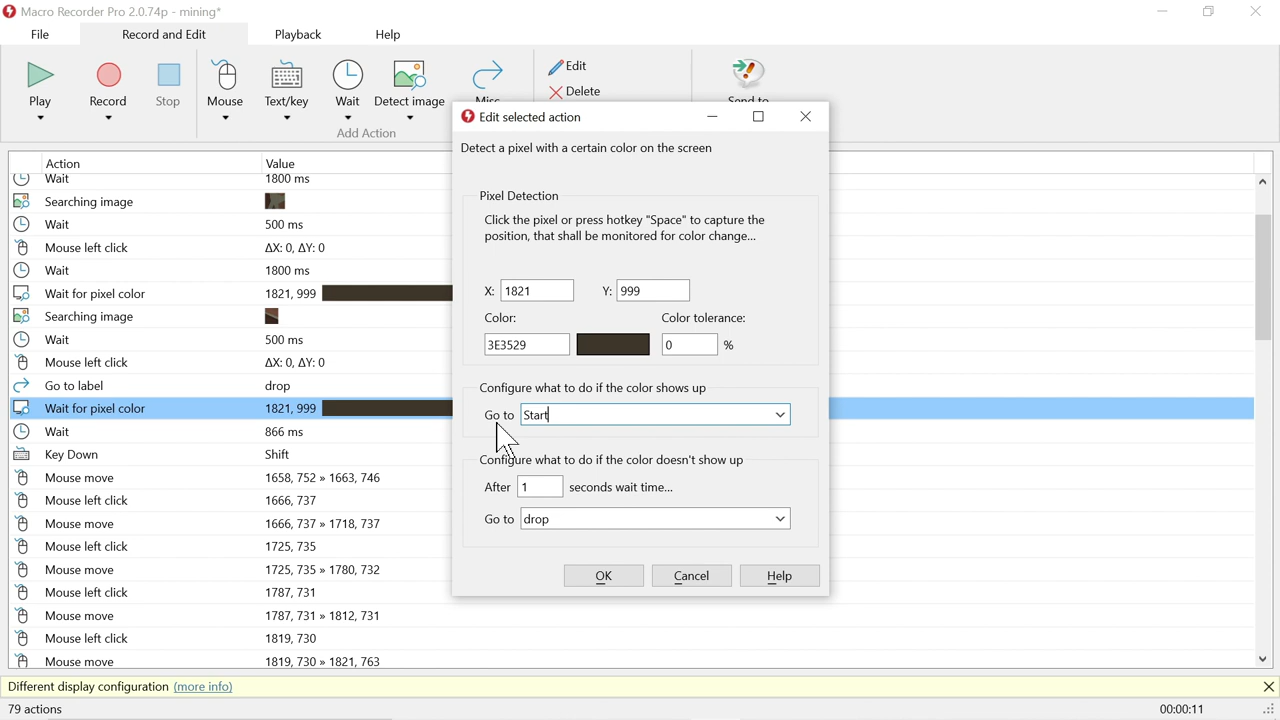 Macro Recorder Pro 2.0.74p - mining*
File Record and Edit Playback Help
Edit
Delete
Play Record Stop Mouse Text/key Wait Detect image Misc Send to
Add Action
Action Value
Wait 1800 ms
Searching image
Wait 500 ms
Mouse left click ΔX: 0, ΔY: 0
Wait 1800 ms
Wait for pixel color 1821, 999
Searching image
Wait 500 ms
Mouse left click ΔX: 0, ΔY: 0
Go to label drop
Wait for pixel color 1821, 999
Wait 866 ms
Key Down Shift
Mouse move 1658, 752 » 1663, 746
Mouse left click 1666, 737
Mouse move 1666, 737 » 1718, 737
Mouse left click 1725, 735
Mouse move 1725, 735 » 1780, 732
Mouse left click 1787, 731
Mouse move 1787, 731 » 1812, 731
Mouse left click 1819, 730
Mouse move 1819, 730 » 1821, 763
Edit selected action
Detect a pixel with a certain color on the screen
Pixel Detection
Click the pixel or press hotkey "Space" to capture the
position, that shall be monitored for color change...
X: 1821 Y: 999
Color: Color tolerance:
3E3529 0 %
Configure what to do if the color shows up
Go to Start
Configure what to do if the color doesn't show up
After 1 seconds wait time...
Go to drop
OK Cancel Help
Different display configuration (more info)
79 actions 00:00:11